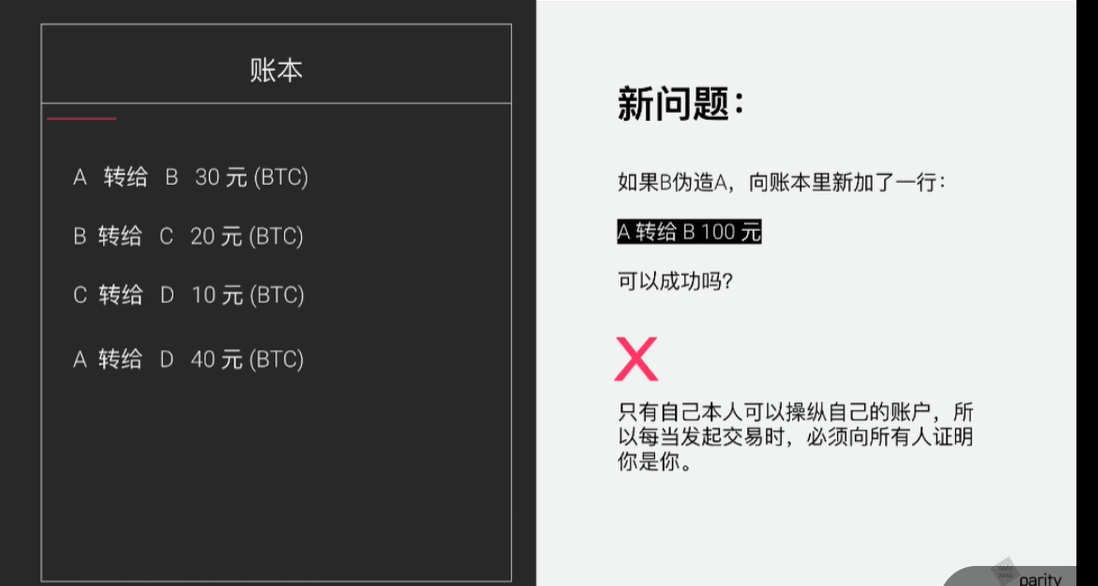 账本
A 转给 B 30 元 (BTC)
B 转给 C 20 元 (BTC)
C 转给 D 10 元 (BTC)
A 转给 D 40 元 (BTC)
新问题：
如果B伪造A，向账本里新加了一行：
A 转给 B 100 元
可以成功吗？
X
只有自己本人可以操纵自己的账户，所
以每当发起交易时，必须向所有人证明
你是你。
parity